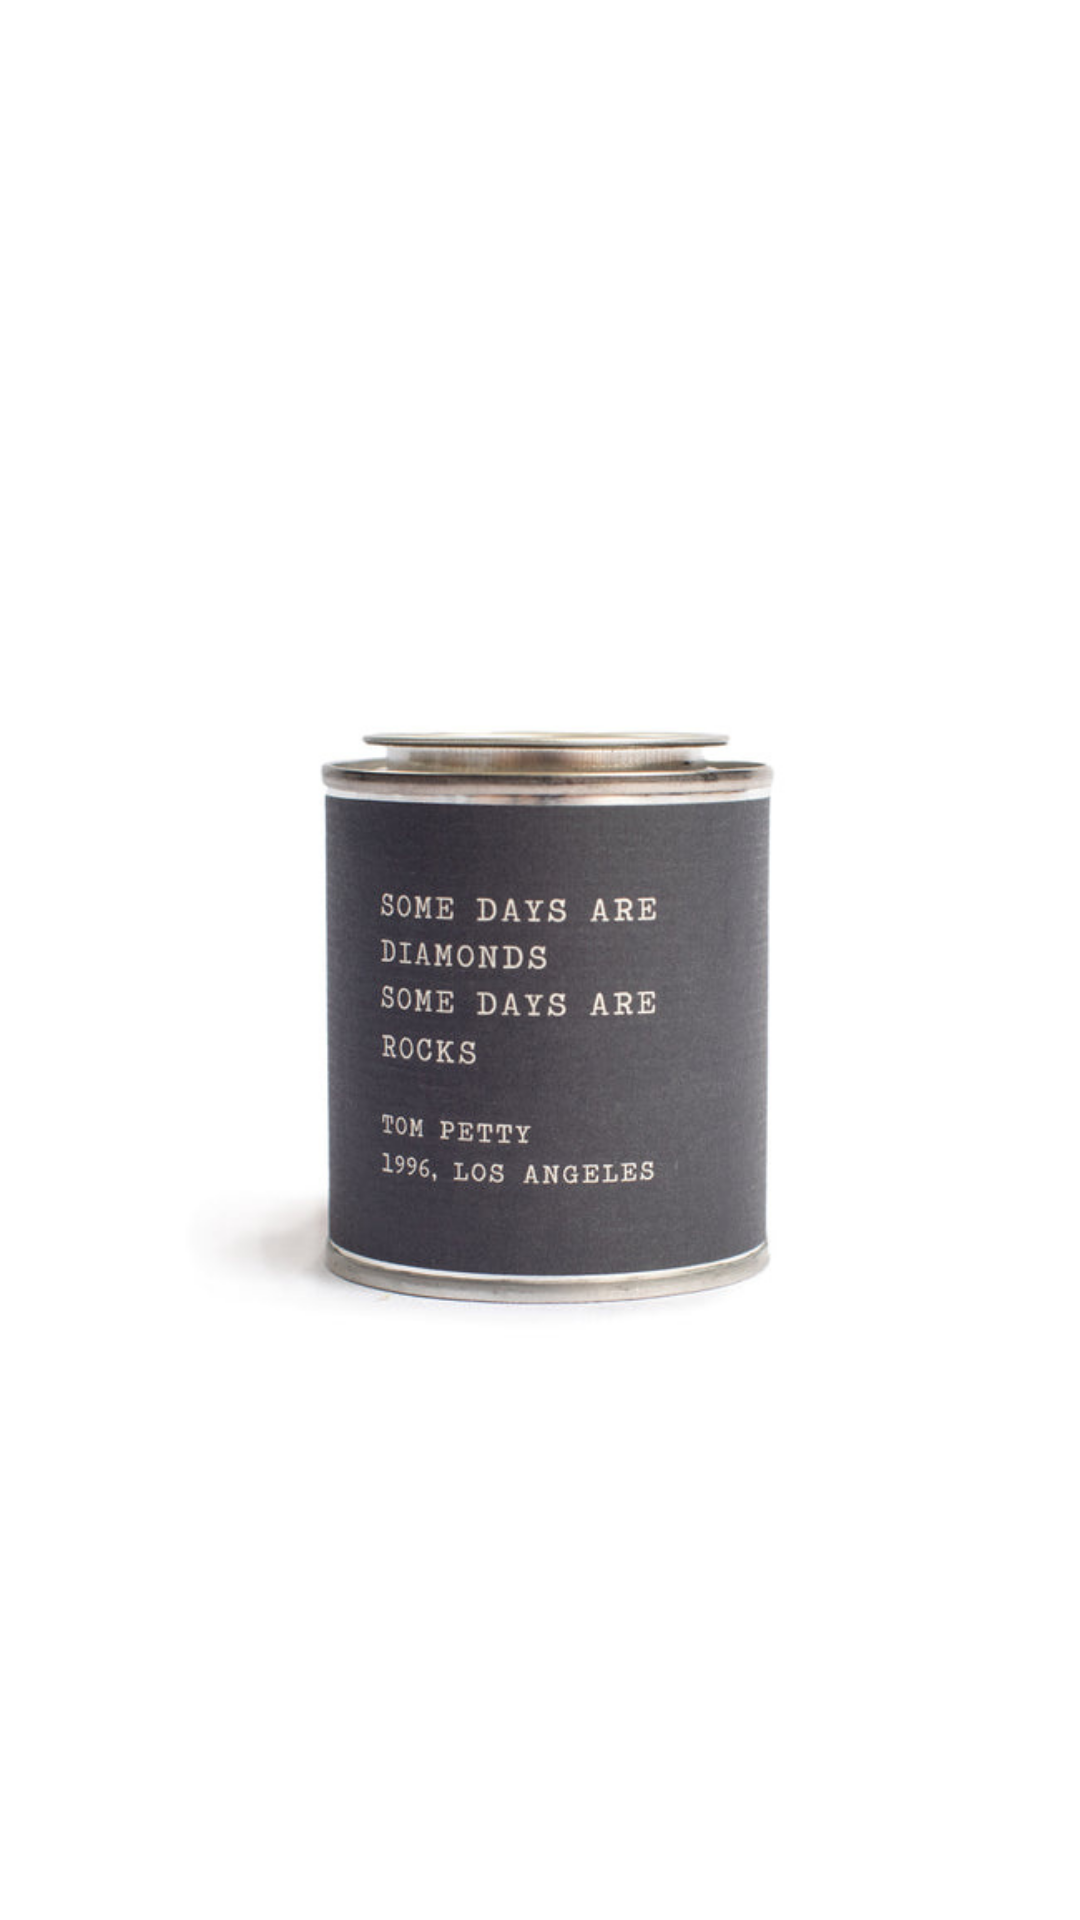 SOME DAYS ARE
DIAMONDS
SOME DAYS ARE
ROCKS
TOM PETTY
1996, LOS ANGELES